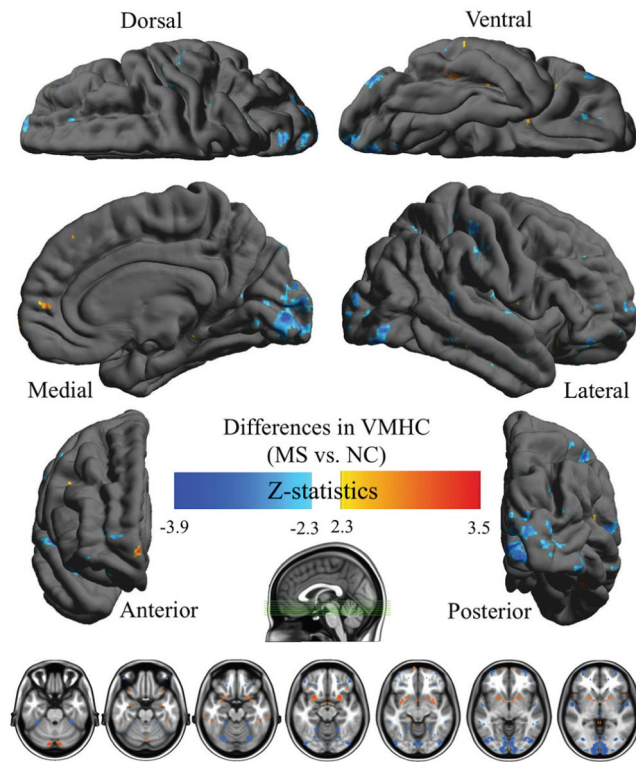 Dorsal
Ventral
Medial
Lateral
Differences in VMHC
(MS vs. NC)
Z-statistics
-3.9
-2.3
2.3
3.5
Anterior
Posterior